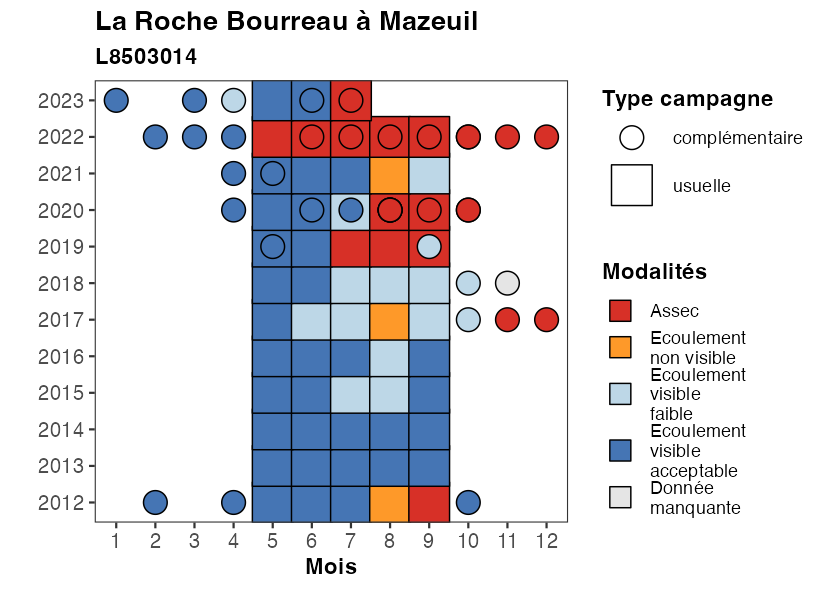 La Roche Bourreau à Mazeuil
L8503014
2023
2022
2021
2020
2019
2018
2017
2016
2015
2014
2013
2012
1 2 3 4 5 6 7 8 9 10 11 12
Mois
Type campagne
complémentaire
usuelle
Modalités
Assec
Ecoulement
non visible
Ecoulement
visible
faible
Ecoulement
visible
acceptable
Donnée
manquante